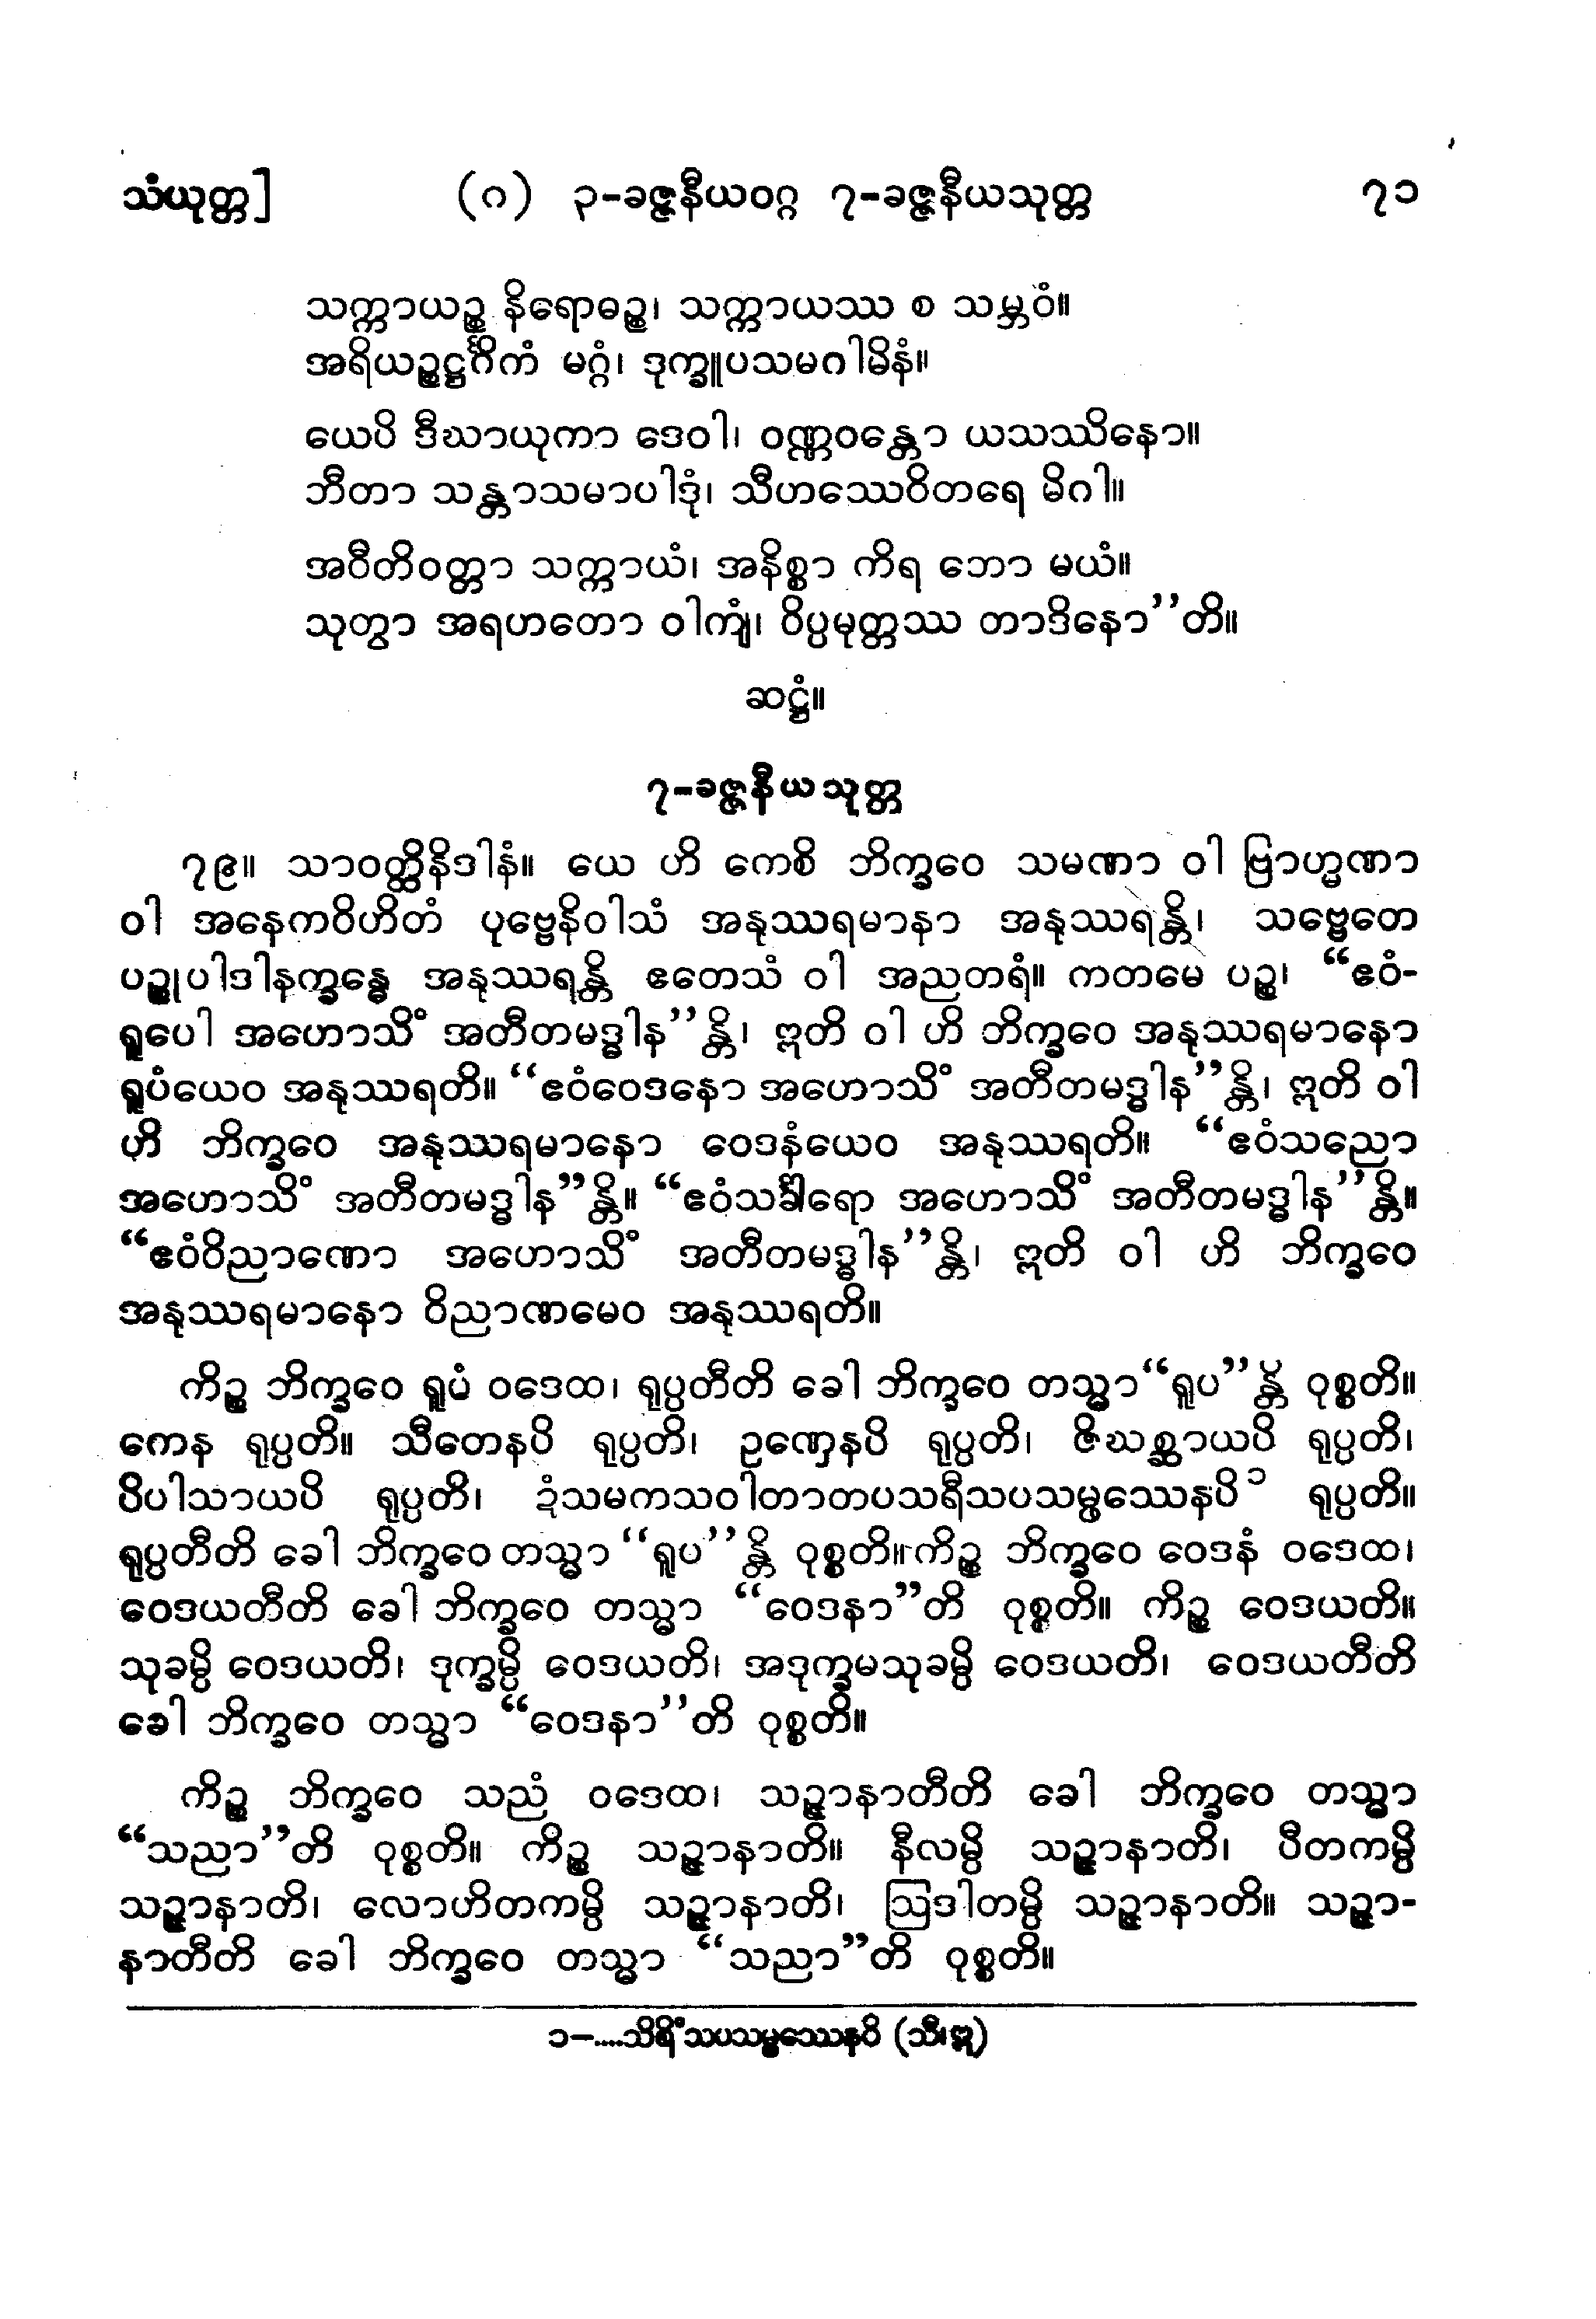 သံယုတ္တ] (ဂ) ၃-ခဇ္ဇနီယဝဂ္ဂ ၇-ခဇ္ဇနီယသုတ္တ ၇၁
သက္ကာယဉ္စ နိရောဓဉ္စ၊ သက္ကာယဿ စ သမ္ဘဝံ။
အရိယဉ္စဋ္ဌင်္ဂိကံ မဂ္ဂံ၊ ဒုက္ခူပသမဂါမိနံ။
ယေပိ ဒီဃာယုကာ ဒေဝါ၊ ဝဏ္ဏဝန္တော ယသဿိနော။
ဘီတာ သန္တာသမာပါဒုံ၊ သီဟဿေဝိတရေ မိဂါ။
အဝီတိဝတ္တာ သက္ကာယံ၊ အနိစ္စာ ကိရ ဘော မယံ။
သုတွာ အရဟတော ဝါကျံ၊ ဝိပ္ပမုတ္တဿ တာဒိနော’’တိ။
ဆဋ္ဌံ။
၇-ခဇ္ဇနီယသုတ္တ
၇၉။ သာဝတ္ထိနိဒါနံ။ ယေ ဟိ ကေစိ ဘိက္ခဝေ သမဏာ ဝါ ဗြာဟ္မဏာ
ဝါ အနေကဝိဟိတံ ပုဗ္ဗေနိဝါသံ အနုဿရမာနာ အနုဿရန္တိ၊ သဗ္ဗေတေ
ပဉ္စုပါဒါနက္ခန္ဓေ အနုဿရန္တိ ဧတေသံ ဝါ အညတရံ။ ကတမေ ပဉ္စ၊ “ဧဝံ-
ရူပေါ အဟောသိံ အတီတမဒ္ဓါန’’န္တိ၊ ဣတိ ဝါ ဟိ ဘိက္ခဝေ အနုဿရမာနော
ရူပံယေဝ အနုဿရတိ။ “ဧဝံဝေဒနော အဟောသိံ အတီတမဒ္ဓါန’’န္တိ၊ ဣတိ ဝါ
ဟိ ဘိက္ခဝေ အနုဿရမာနော ဝေဒနံယေဝ အနုဿရတိ။ “ဧဝံသညော
အဟောသိံ အတီတမဒ္ဓါန”န္တိ။ “ဧဝံသင်္ခါရော အဟောသိံ အတီတမဒ္ဓါန’’န္တိ။
“ဧဝံဝိညာဏော အဟောသိံ အတီတမဒ္ဓါန’’န္တိ၊ ဣတိ ဝါ ဟိ ဘိက္ခဝေ
အနုဿရမာနော ဝိညာဏမေဝ အနုဿရတိ။
ကိဉ္စ ဘိက္ခဝေ ရူပံ ဝဒေထ၊ ရုပ္ပတီတိ ခေါ ဘိက္ခဝေ တသ္မာ“ရူပ”န္တိ ဝုစ္စတိ။
ကေန ရုပ္ပတိ။ သီတေနပိ ရုပ္ပတိ၊ ဥဏှေနပိ ရုပ္ပတိ၊ ဇိဃစ္ဆာယပိ ရုပ္ပတိ၊
ပိပါသာယပိ ရုပ္ပတိ၊ ဍံသမကသဝါတာတပသရီသပသမ္ဖဿေနပိ၁ ရုပ္ပတိ။
ရုပ္ပတီတိ ခေါ ဘိက္ခဝေ တသ္မာ “ရူပ’’န္တိ ဝုစ္စတိ။ ကိဉ္စ ဘိက္ခဝေ ဝေဒနံ ဝဒေထ၊
ဝေဒယတီတိ ခေါ ဘိက္ခဝေ တသ္မာ “ဝေဒနာ”တိ ဝုစ္စတိ။ ကိဉ္စ ဝေဒယတိ။
သုခမ္ပိ ဝေဒယတိ၊ ဒုက္ခမ္ပိ ဝေဒယတိ၊ အဒုက္ခမသုခမ္ပိ ဝေဒယတိ၊ ဝေဒယတီတိ
ခေါ ဘိက္ခဝေ တသ္မာ “ဝေဒနာ’’တိ ဝုစ္စတိ။
ကိဉ္စ ဘိက္ခဝေ သညံ ဝဒေထ၊ သဉ္ဇာနာတီတိ ခေါ ဘိက္ခဝေ တသ္မာ
“သညာ’’တိ ဝုစ္စတိ။ ကိဉ္စ သဉ္ဇာနာတိ။ နီလမ္ပိ သဉ္ဇာနာတိ၊ ပီတကမ္ပိ
သဉ္ဇာနာတိ၊ လောဟိတကမ္ပိ သဉ္ဇာနာတိ၊ ဩဒါတမ္ပိ သဉ္ဇာနာတိ။ သဉ္ဇာ-
နာတီတိ ခေါ ဘိက္ခဝေ တသ္မာ “သညာ”တိ ဝုစ္စတိ။
၁-....သိရိံသပသမ္ဖဿေနပိ (သီ၊ဣ)